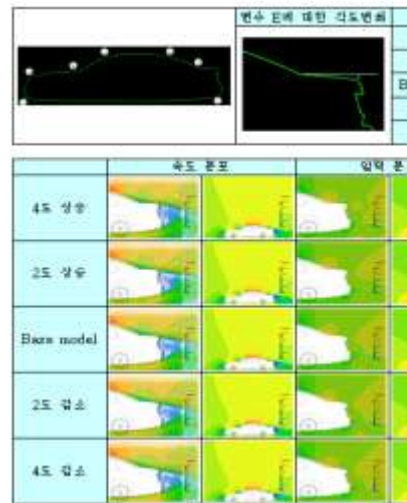 변수 E에 대한 각도변화
B
속도 분포
압력 분
4도 상승
2도 상승
Base model
2도 감소
4도 감소